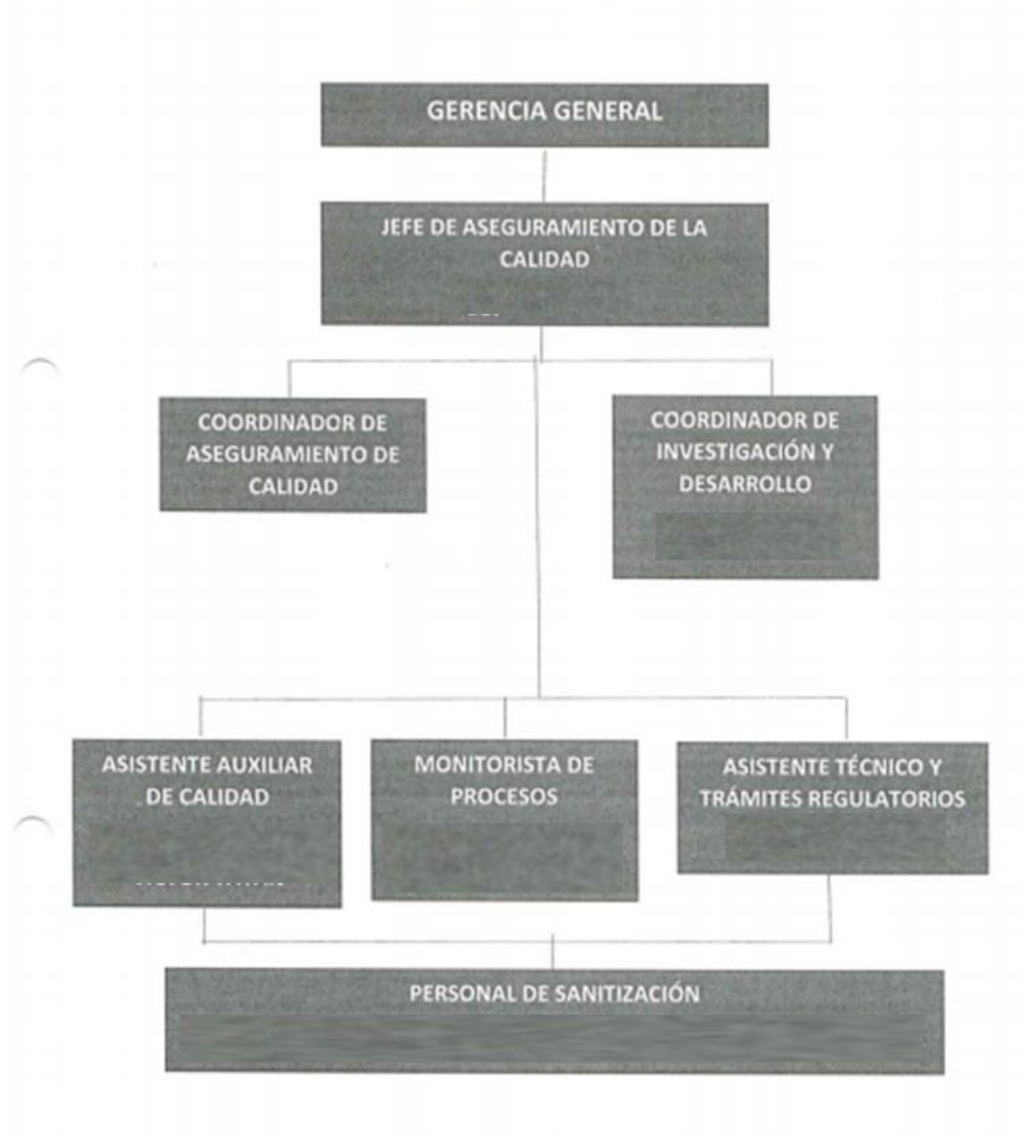 GERENCIA GENERAL
JEFE DE ASEGURAMIENTO DE LA
CALIDAD
COORDINADOR DE
ASEGURAMIENTO DE
CALIDAD
COORDINADOR DE
INVESTIGACIÓN Y
DESARROLLO
ASISTENTE AUXILIAR
DE CALIDAD
MONITORISTA DE
PROCESOS
ASISTENTE TÉCNICO Y
TRÁMITES REGULATORIOS
PERSONAL DE SANITIZACIÓN